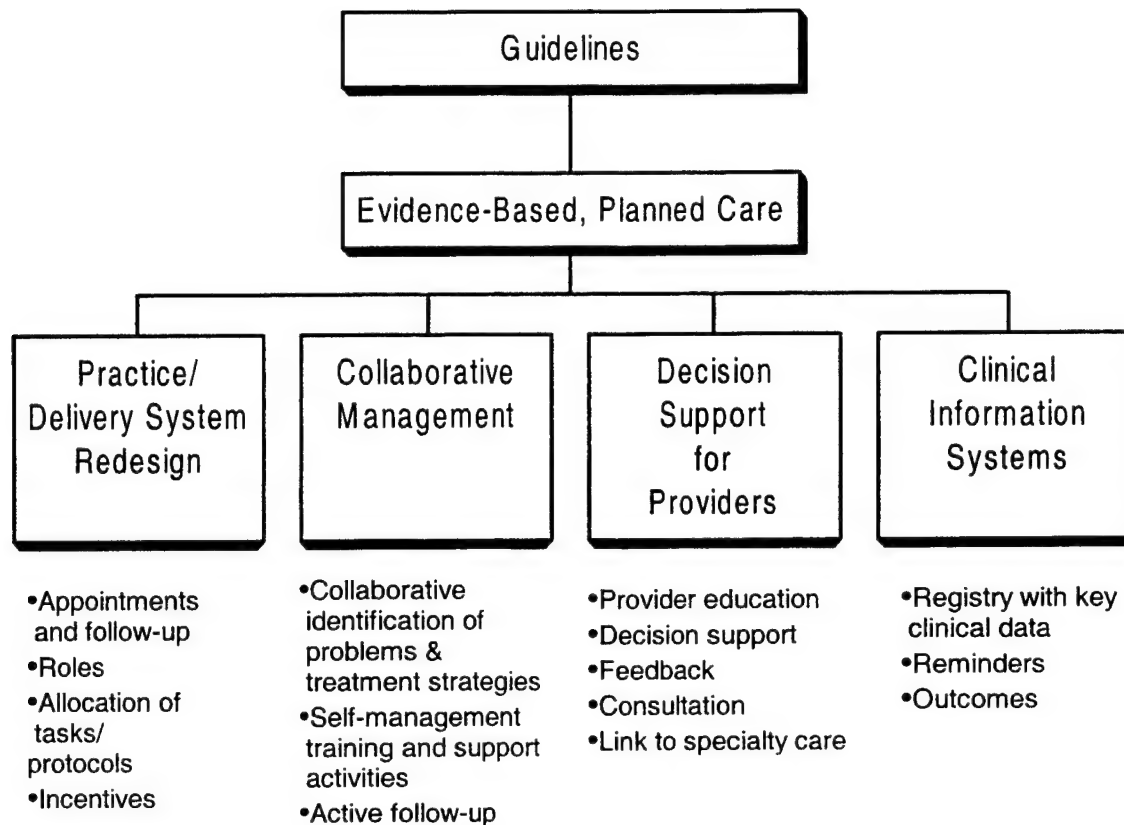 Guidelines
Evidence-Based, Planned Care
Practice/
Delivery System
Redesign
Collaborative
Management
Decision
Support
for
Providers
Clinical
Information
Systems
•Appointments
and follow-up
•Roles
•Allocation of
tasks/
protocols
•Incentives
•Collaborative
identification of
problems &
treatment strategies
•Self-management
training and support
activities
•Active follow-up
•Provider education
•Decision support
•Feedback
•Consultation
•Link to specialty care
•Registry with key
clinical data
•Reminders
•Outcomes